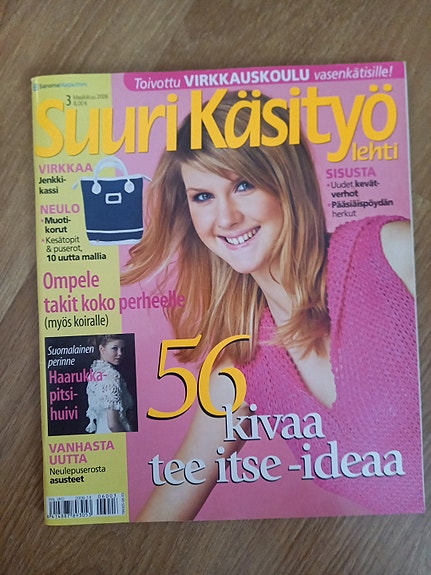 Toivottu VIRKKAUSKOULU vasenkätisille!
SanomaMagazines
3 Maaliskuu 2006
8,00 €
Suuri Käsityö
lehti
VIRKKAA
Jenkki-
kassi
NEULO
• Muoti-
korut
• Kesätopit
& puserot,
10 uutta mallia
SISUSTA
• Uudet kevät-
verhot
• Pääsiäispöydän
herkut
Ompele
takit koko perheelle
(myös koiralle)
Suomalainen
perinne
Haarukka-
pitsi-
huivi
56
kivaa
tee itse -ideaa
VANHASTA
UUTTA
Neulepuserosta
asusteet